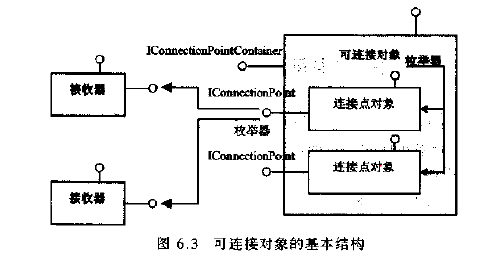 IConnectionPointContainer
可连接对象
枚举器
接收器
IConnectionPoint
连接点对象
枚举器
IConnectionPoint
连接点对象
接收器
图 6.3 可连接对象的基本结构